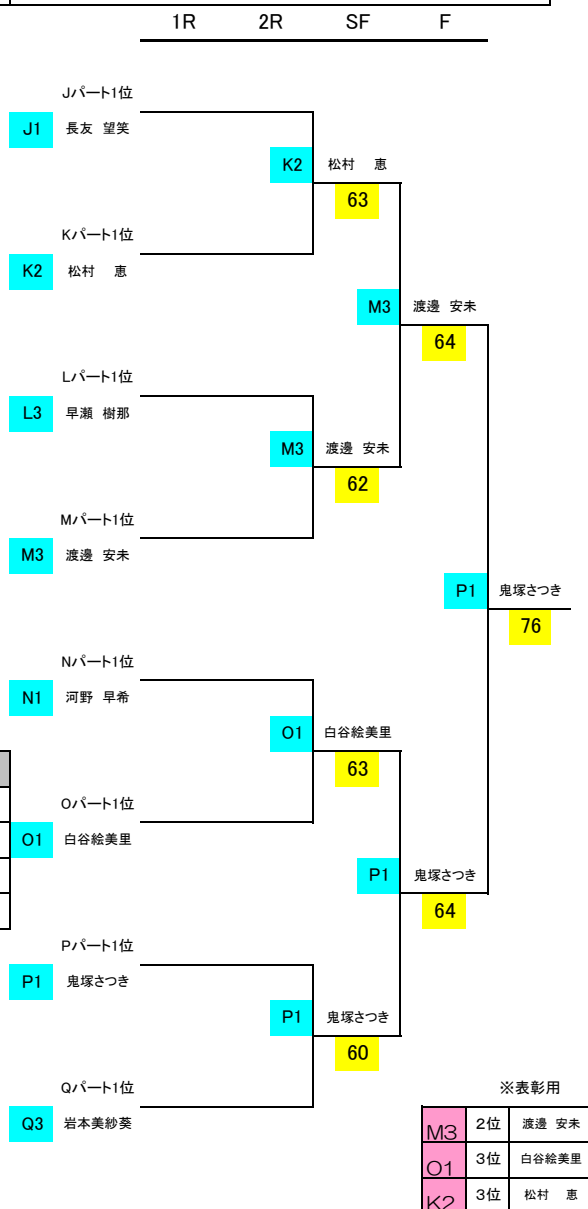 1R 2R SF F
Jパート1位
J1 長友 望笑
K2 松村 恵
63
Kパート1位
K2 松村 恵
M3 渡邊 安未
64
Lパート1位
L3 早瀬 樹那
M3 渡邊 安未
62
Mパート1位
M3 渡邊 安未
P1 鬼塚さつき
76
Nパート1位
N1 河野 早希
O1 白谷絵美里
63
Oパート1位
O1 白谷絵美里
P1 鬼塚さつき
64
Pパート1位
P1 鬼塚さつき
P1 鬼塚さつき
60
Qパート1位
Q3 岩本美紗葵
※表彰用
M3 2位 渡邊 安未
O1 3位 白谷絵美里
K2 3位 松村 恵